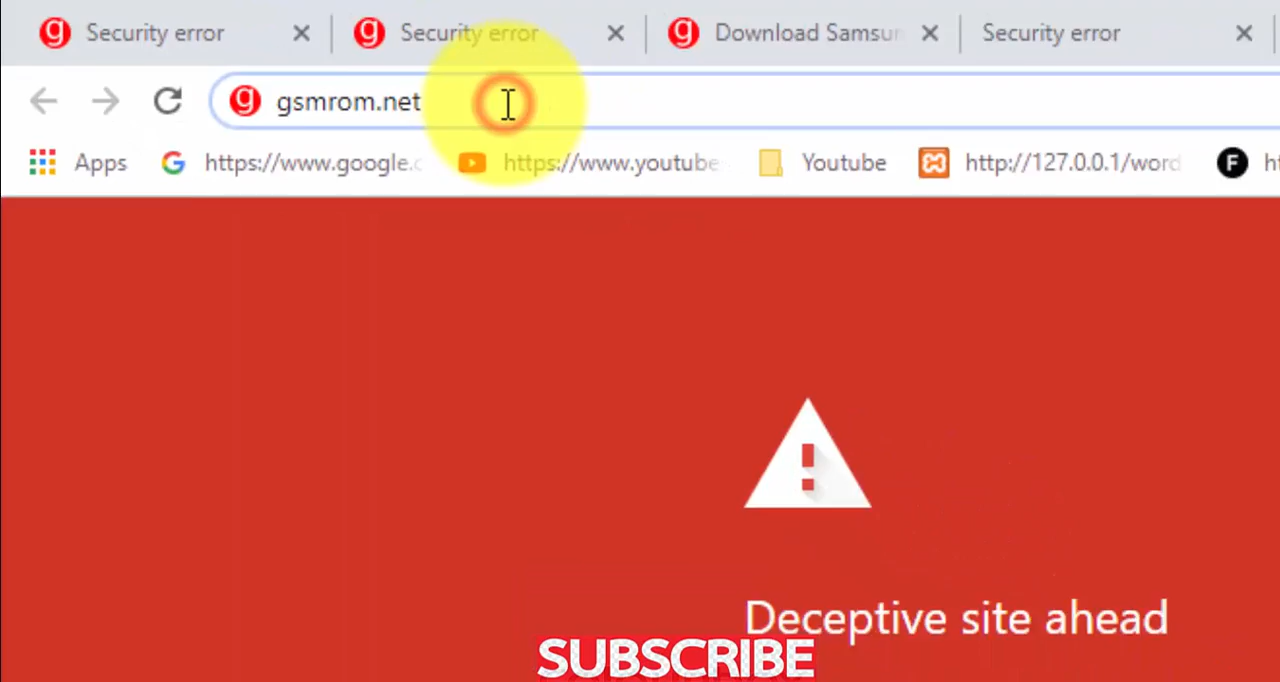 Security error
Security error
Download Samsun
Security error
gsmrom.net
Apps
https://www.google.c
https://www.youtube
Youtube
http://127.0.0.1/word
F
ht
Deceptive site ahead
SUBSCRIBE